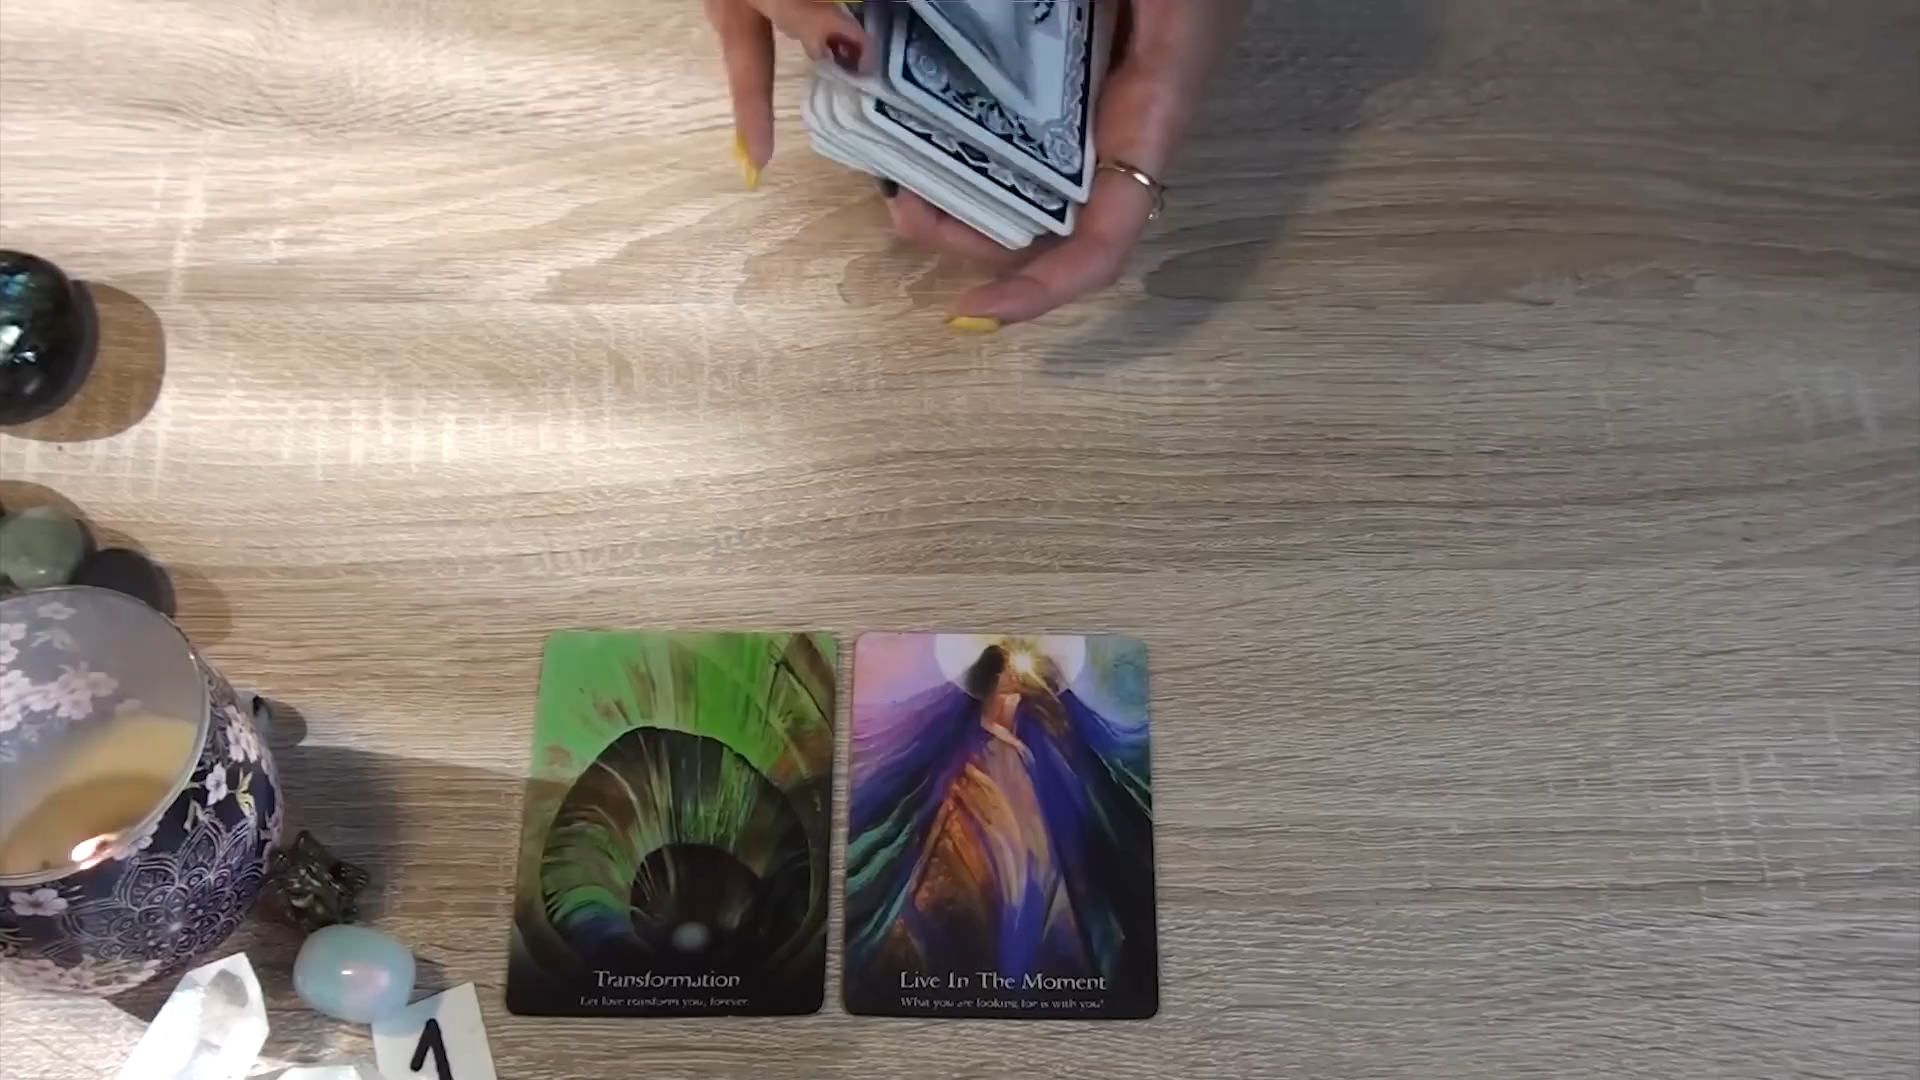 Transformation
Let love transform you, forever.
Live In The Moment
What you are looking for is with you!
1